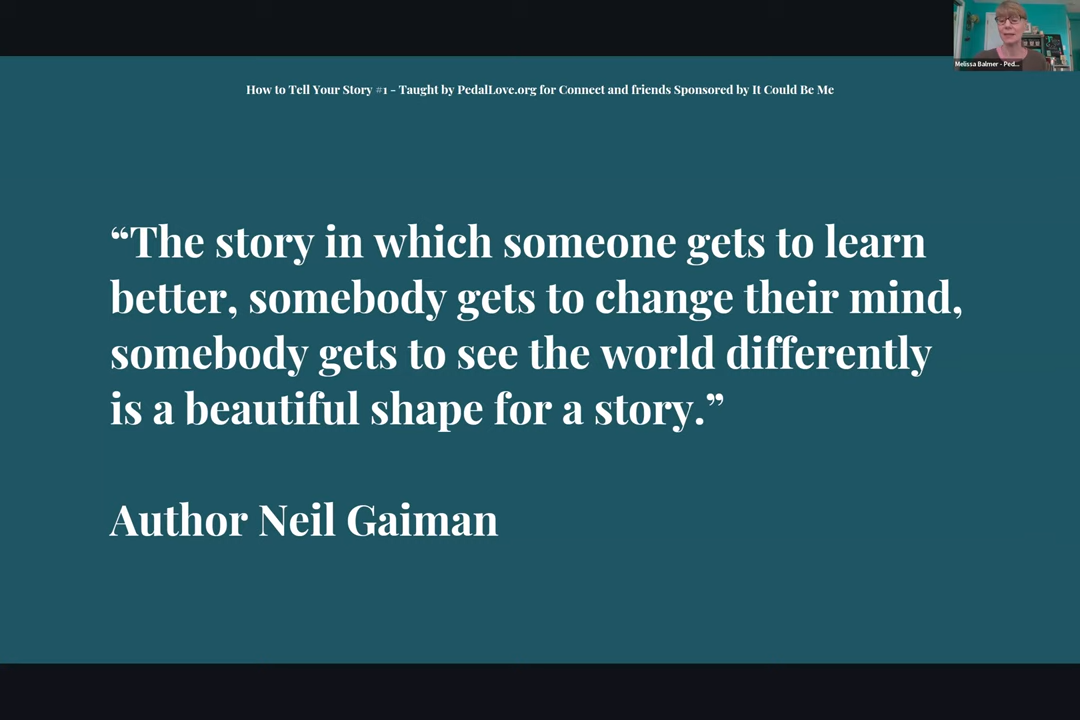 Melissa Balmer - Ped...
How to Tell Your Story #1 - Taught by PedalLove.org for Connect and friends Sponsored by It Could Be Me
“The story in which someone gets to learn
better, somebody gets to change their mind,
somebody gets to see the world differently
is a beautiful shape for a story.”
Author Neil Gaiman